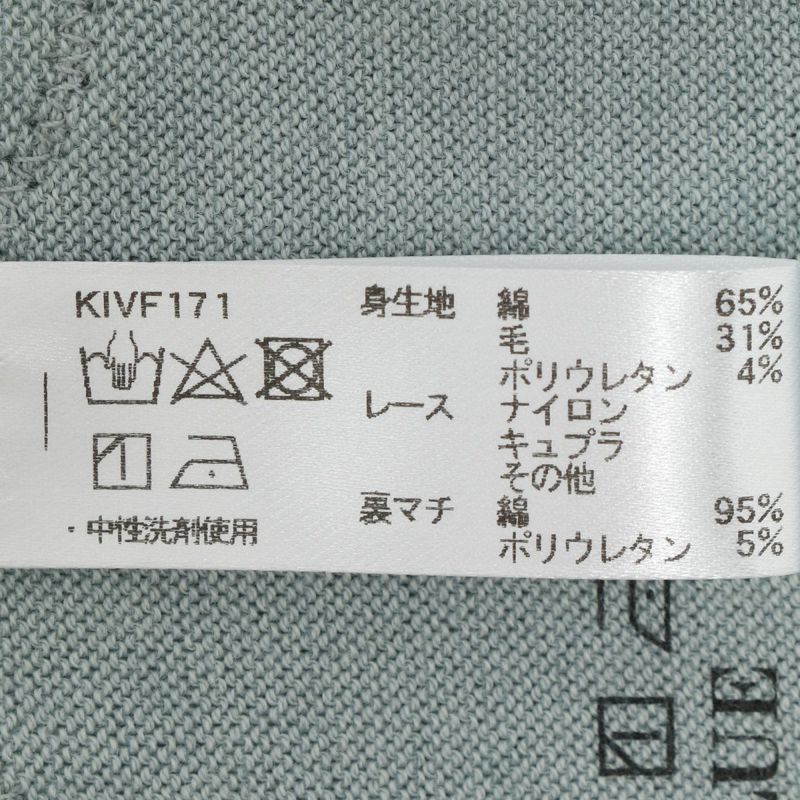 KIVF171
・中性洗剤使用
身生地 綿 65%
毛 31%
ポリウレタン 4%
レース ナイロン
キュプラ
その他
裏マチ 綿 95%
ポリウレタン 5%
LUE